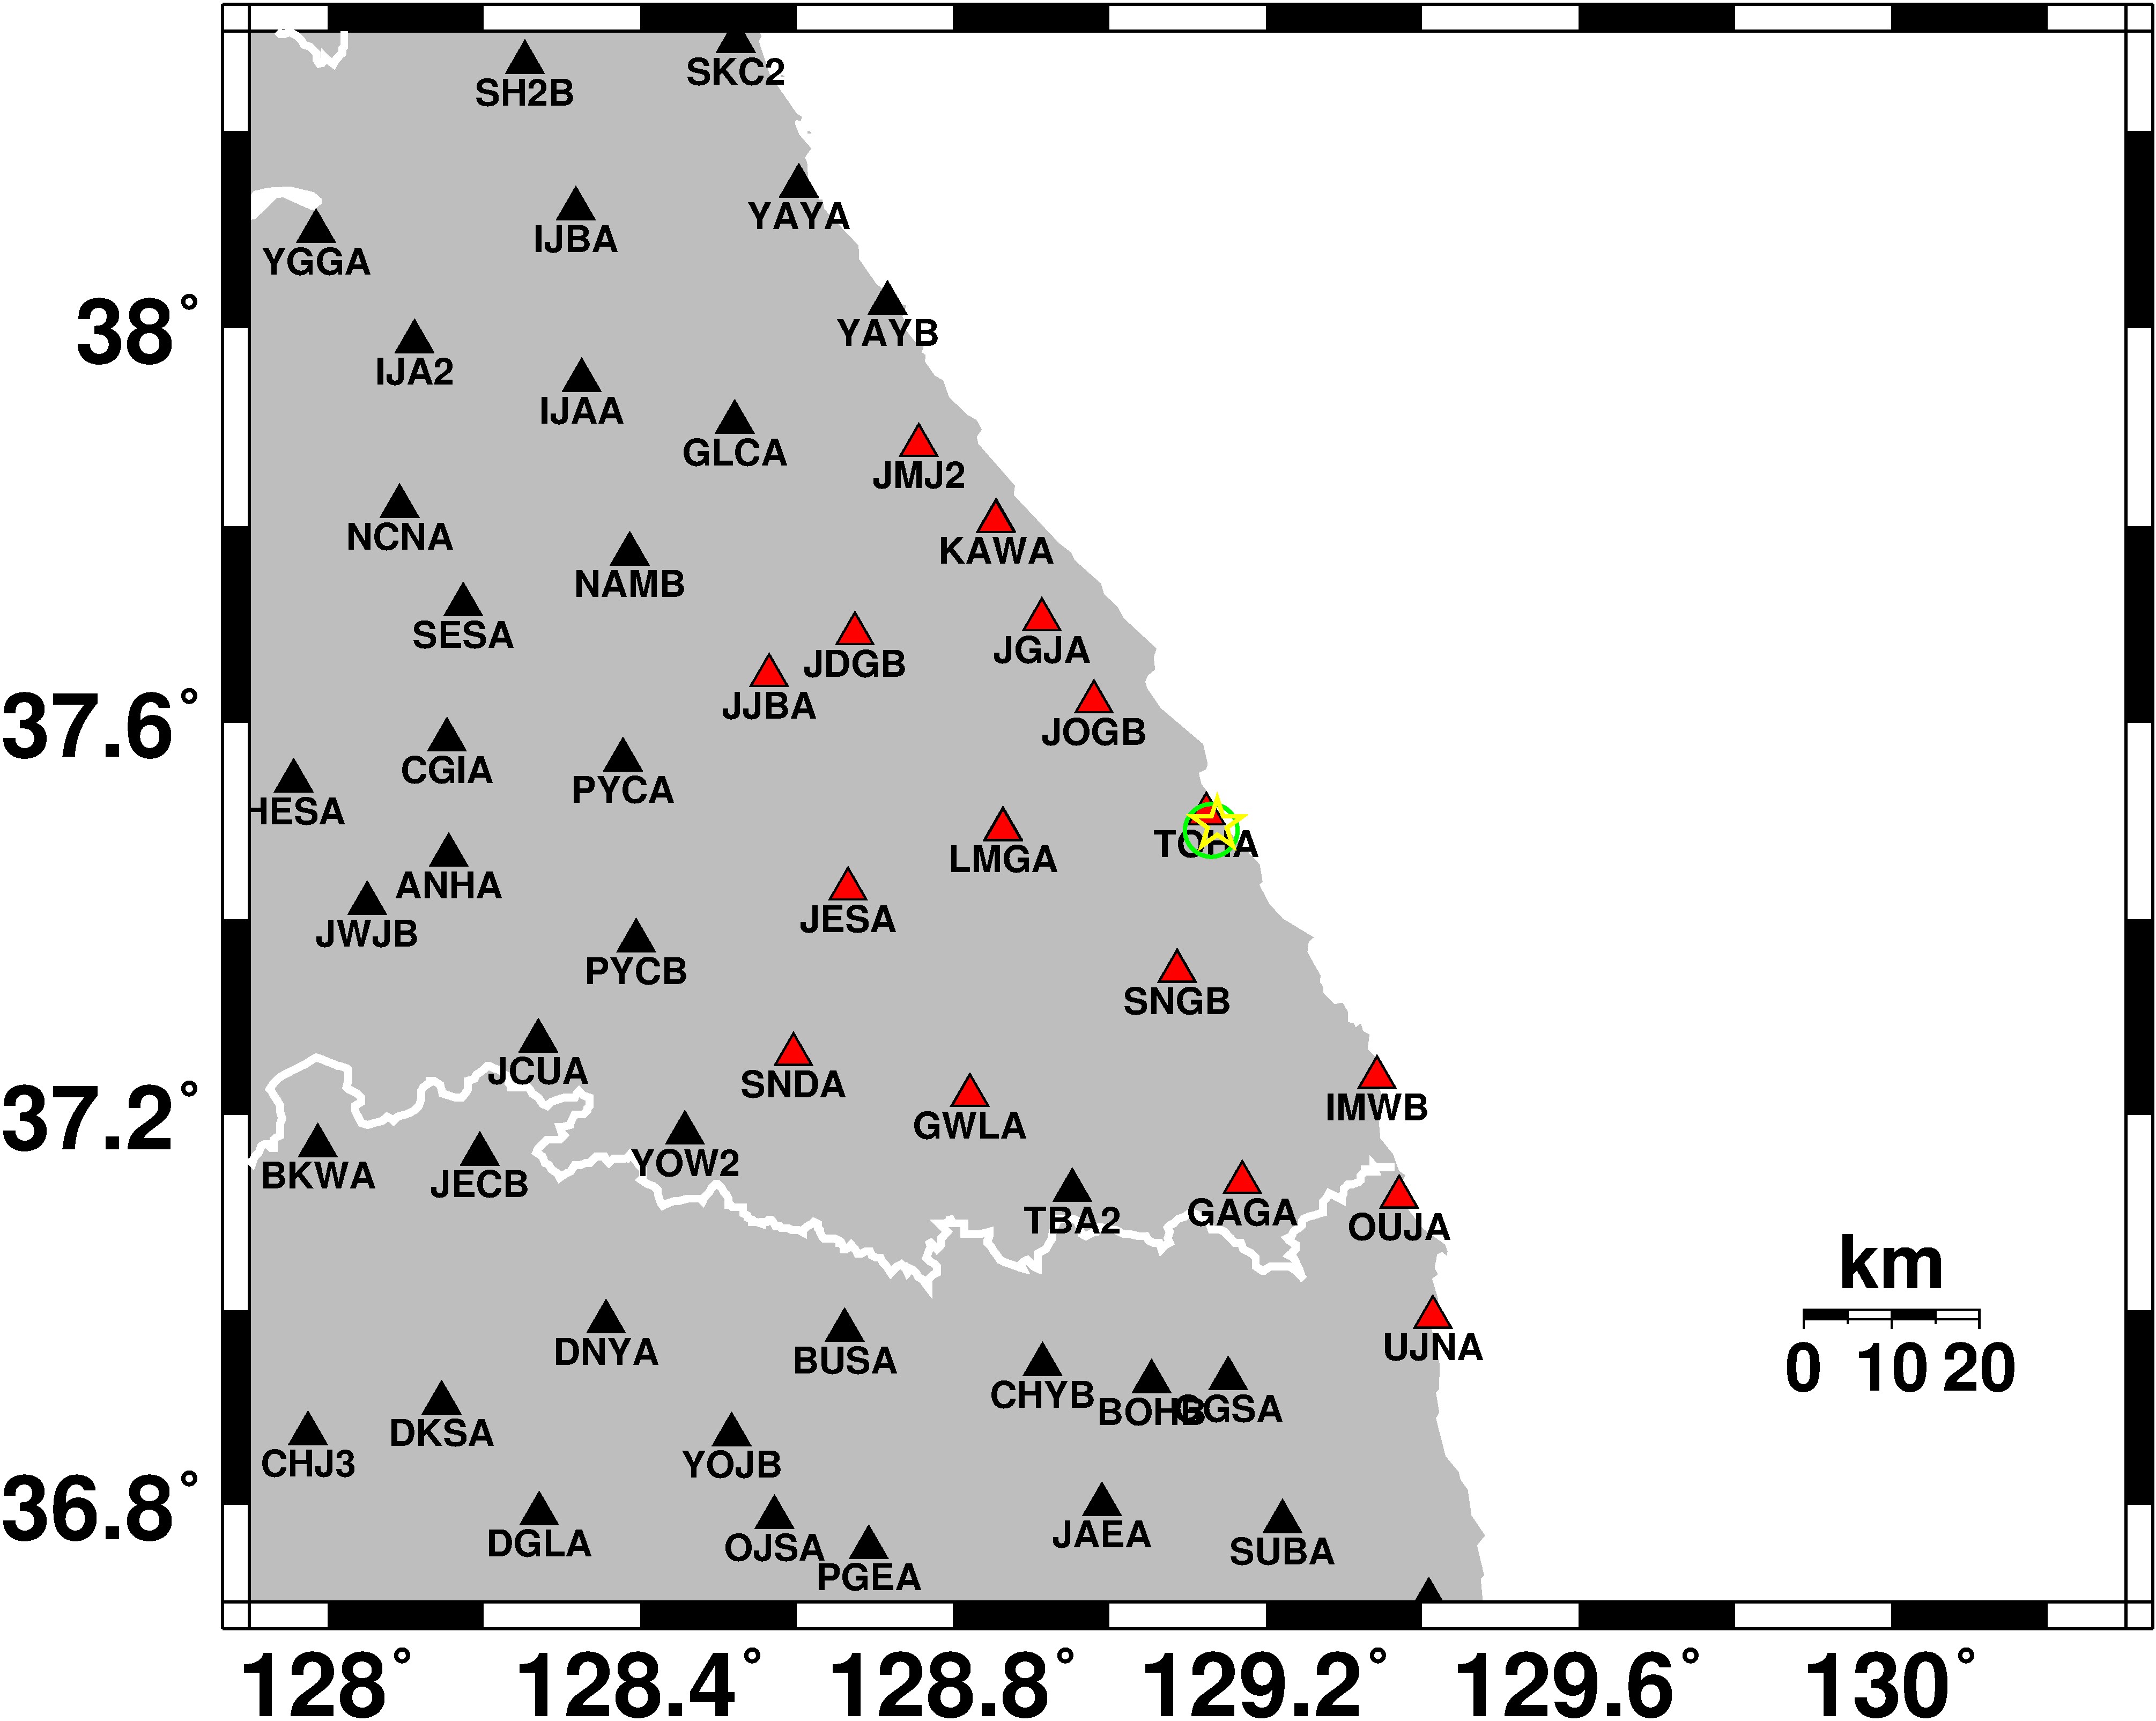 SKC2
SH2B
YAYA
IJBA
YGGA
38°
YAYB
IJA2
IJAA
GLCA
JMJ2
NCNA
KAWA
NAMB
SESA
JGJA
JDGB
JJBA
37.6°
JOGB
CGIA
PYCA
HESA
TOHA
LMGA
ANHA
JESA
JWJB
PYCB
SNGB
JCUA
SNDA
37.2°
IMWB
GWLA
YOW2
BKWA
JECB
GAGA
TBA2
OUJA
km
UJNA
DNYA
BUSA
0 10 20
CHYB
BOHB
GGSA
DKSA
CHJ3
YOJB
36.8°
JAEA
DGLA
OJSA
SUBA
PGEA
128° 128.4° 128.8° 129.2° 129.6° 130°